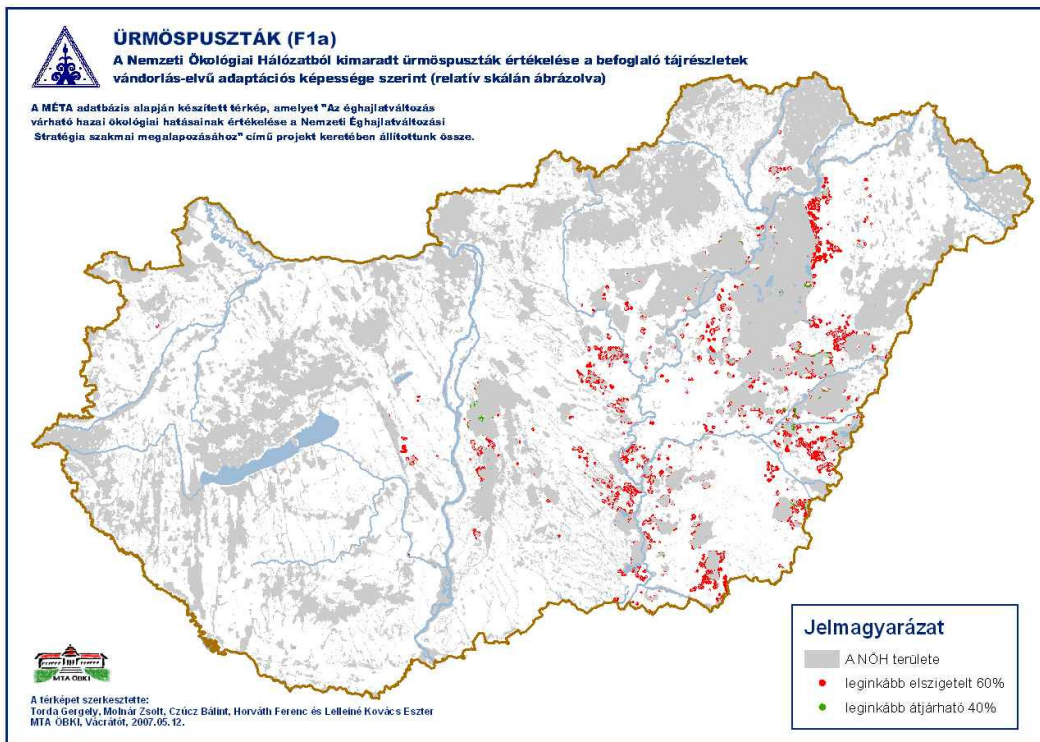 ÜRMÖSPUSZTÁK (F1a)
A Nemzeti Ökológiai Hálózatból kimaradt ürmöspuszták értékelése a befoglaló tájrészletek
vándorlás-elvű adaptációs képessége szerint (relatív skálán ábrázolva)
A MÉTA adatbázis alapján készített térkép, amelyet "Az éghajlatváltozás
várható hazai ökológiai hatásainak értékelése a Nemzeti Éghajlatváltozási
Stratégia szakmai megalapozásához" című projekt keretében állítottunk össze.
Jelmagyarázat
A NÖH területe
leginkább elszigetelt 60%
leginkább átjárható 40%
MTA ÖBKI
A térképet szerkesztette:
Torda Gergely, Molnár Zsolt, Czúcz Bálint, Horváth Ferenc és Lelleiné Kovács Eszter
MTA ÖBKI, Vácrátót, 2007.05.12.